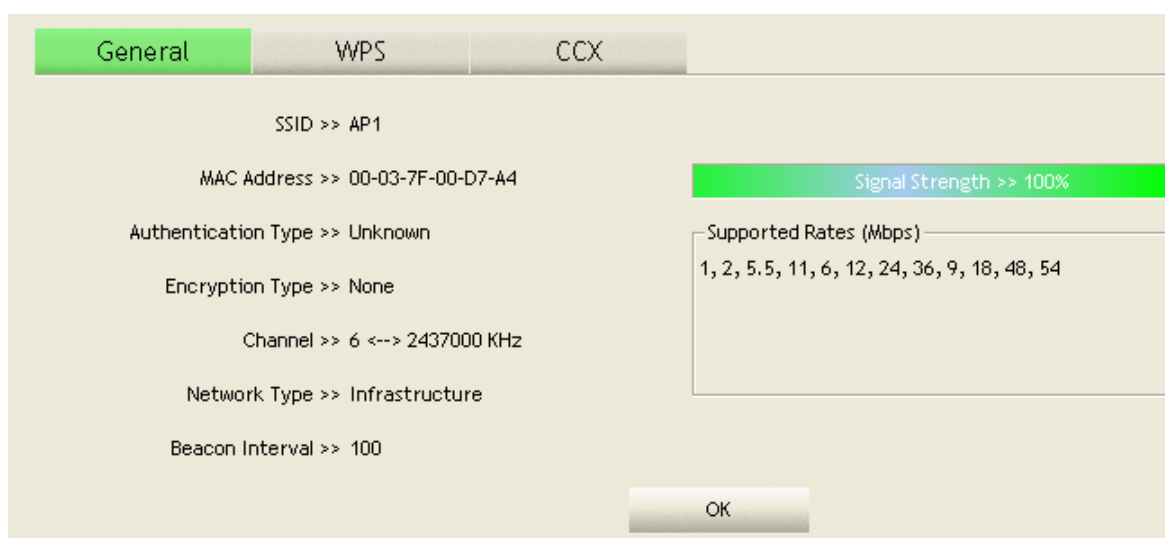 General WPS CCX
SSID >> AP1
MAC Address >> 00-03-7F-00-D7-A4
Authentication Type >> Unknown
Encryption Type >> None
Channel >> 6 <--> 2437000 KHz
Network Type >> Infrastructure
Beacon Interval >> 100
Signal Strength >> 100%
Supported Rates (Mbps)
1, 2, 5.5, 11, 6, 12, 24, 36, 9, 18, 48, 54
OK